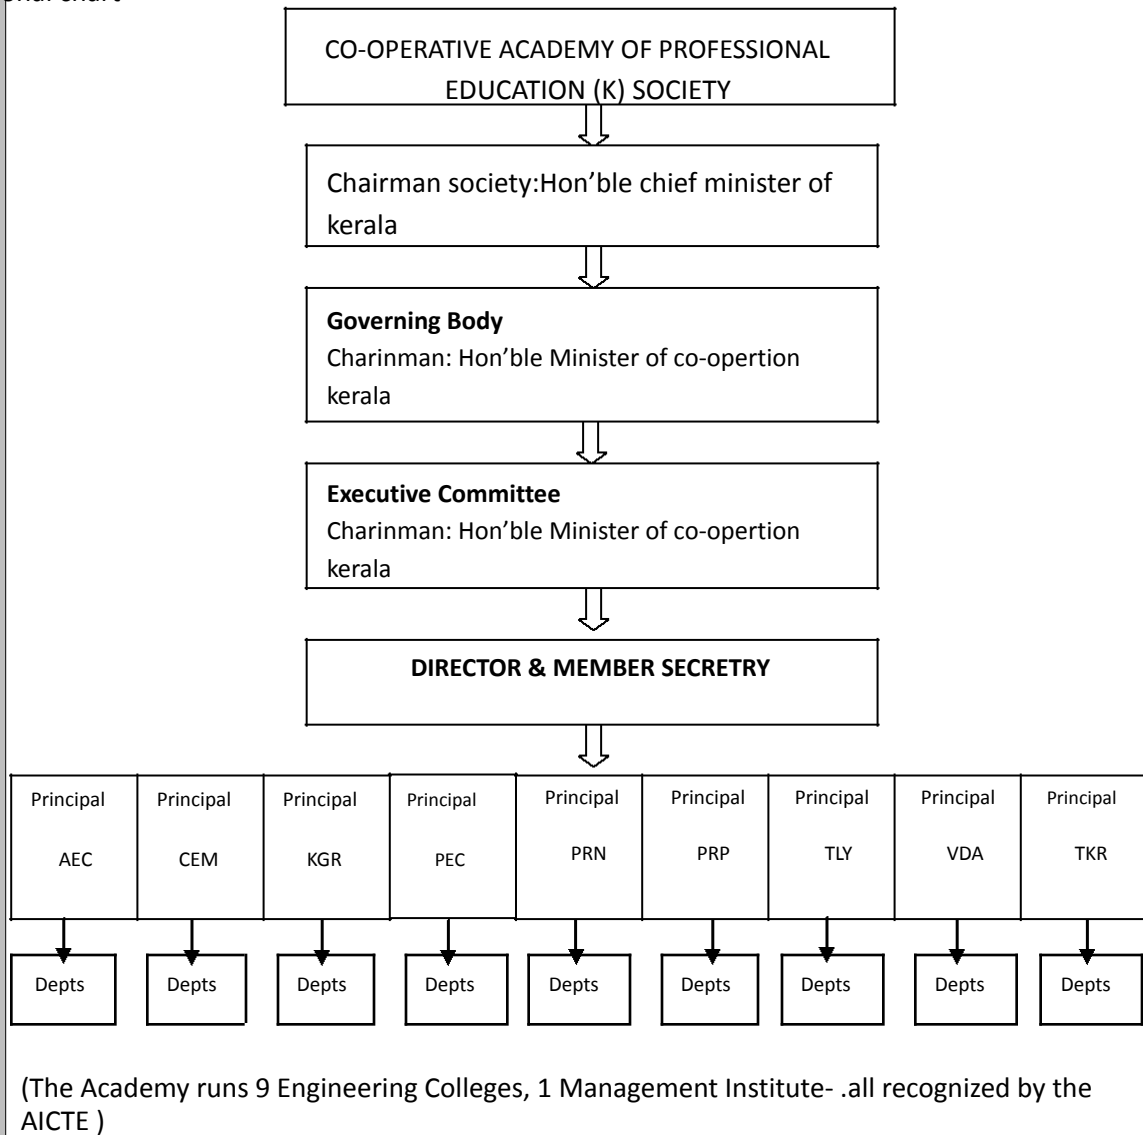 CO-OPERATIVE ACADEMY OF PROFESSIONAL
EDUCATION (K) SOCIETY
Chairman society:Hon’ble chief minister of
kerala
Governing Body
Charinman: Hon’ble Minister of co-opertion
kerala
Executive Committee
Charinman: Hon’ble Minister of co-opertion
kerala
DIRECTOR & MEMBER SECRETRY
Principal Principal Principal Principal Principal Principal Principal Principal Principal
AEC CEM KGR PEC PRN PRP TLY VDA TKR
Depts Depts Depts Depts Depts Depts Depts Depts Depts
(The Academy runs 9 Engineering Colleges, 1 Management Institute- .all recognized by the
AICTE )